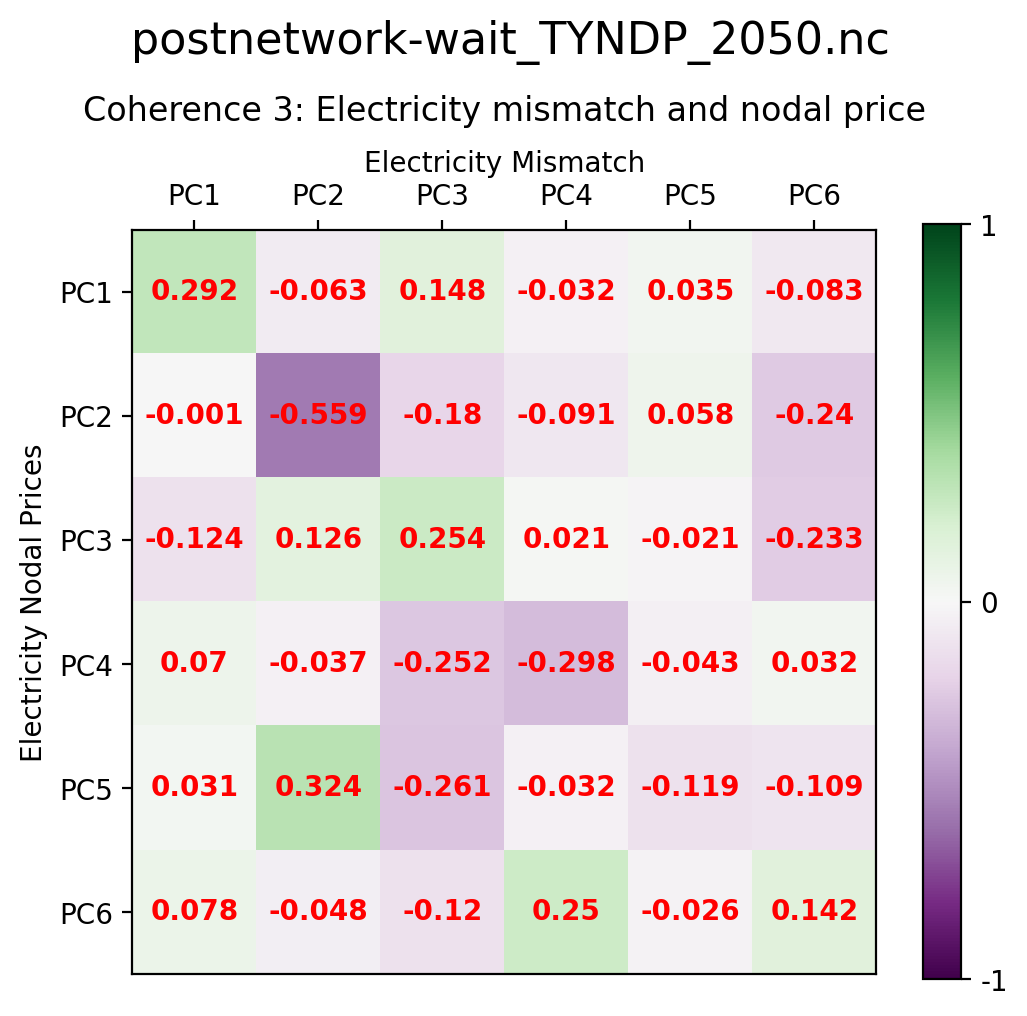 postnetwork-wait_TYNDP_2050.nc
Coherence 3: Electricity mismatch and nodal price
Electricity Mismatch
PC1 PC2 PC3 PC4 PC5 PC6
PC1 0.292 -0.063 0.148 -0.032 0.035 -0.083
PC2 -0.001 -0.559 -0.18 -0.091 0.058 -0.24
PC3 -0.124 0.126 0.254 0.021 -0.021 -0.233
PC4 0.07 -0.037 -0.252 -0.298 -0.043 0.032
PC5 0.031 0.324 -0.261 -0.032 -0.119 -0.109
PC6 0.078 -0.048 -0.12 0.25 -0.026 0.142
Electricity Nodal Prices
1
0
-1